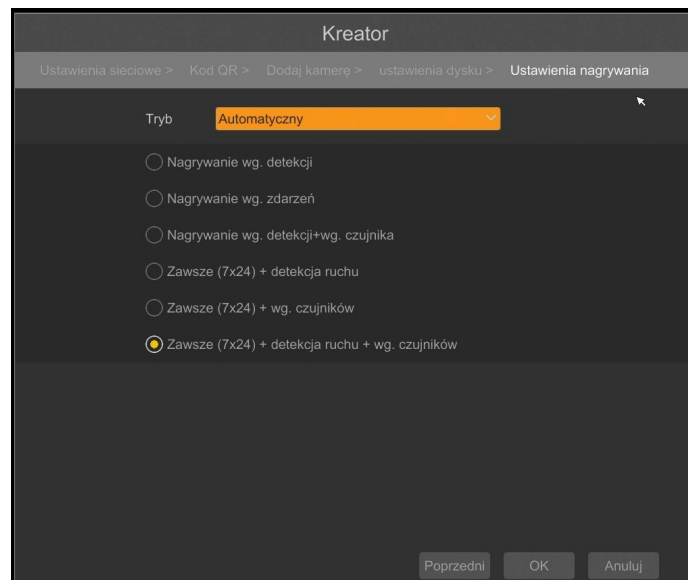 Kreator
Ustawienia sieciowe > Kod QR > Dodaj kamerę > ustawienia dysku > Ustawienia nagrywania
Tryb Automatyczny
Nagrywanie wg. detekcji
Nagrywanie wg. zdarzeń
Nagrywanie wg. detekcji+wg. czujnika
Zawsze (7x24) + detekcja ruchu
Zawsze (7x24) + wg. czujników
Zawsze (7x24) + detekcja ruchu + wg. czujników
Poprzedni OK Anuluj